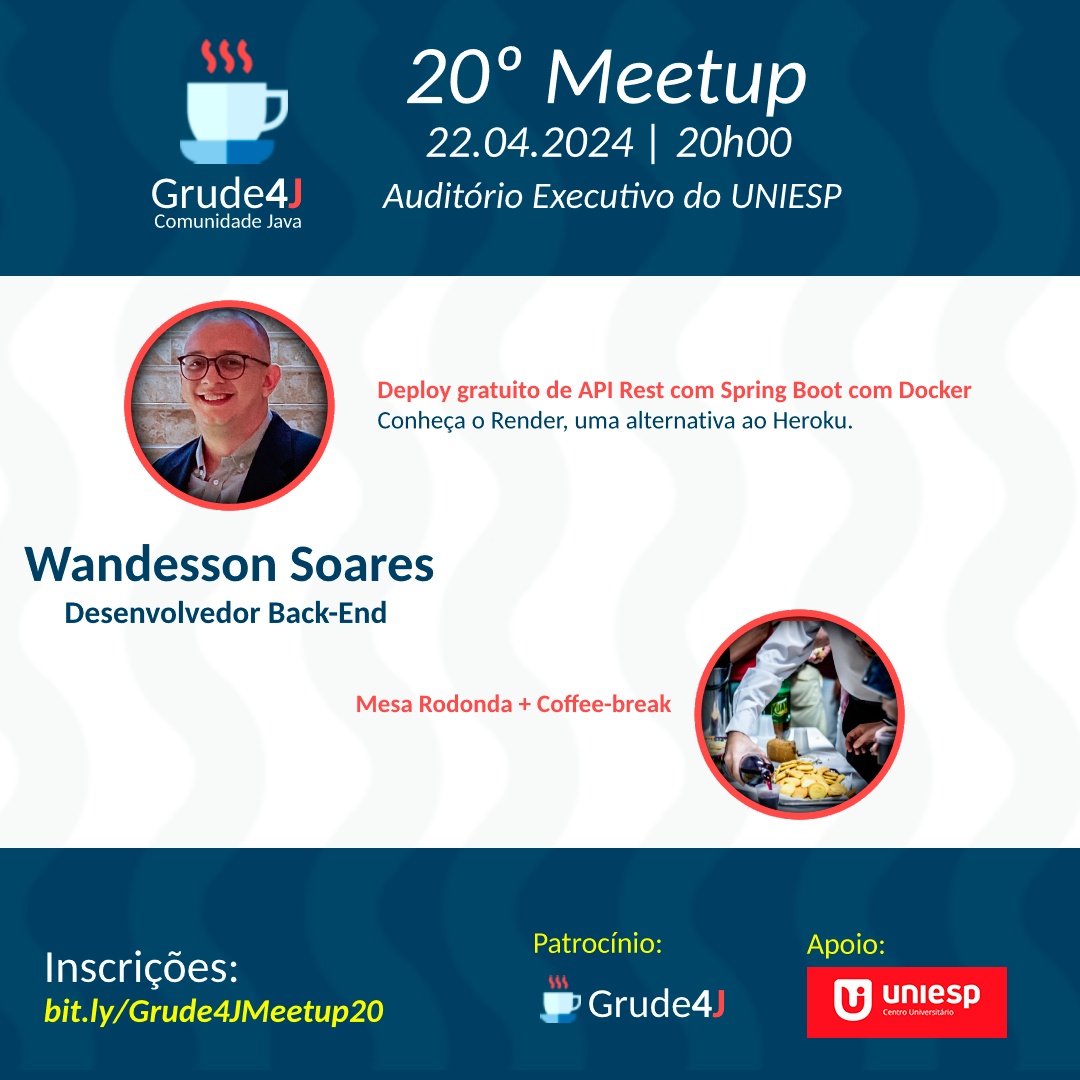 20º Meetup
22.04.2024 | 20h00
Auditório Executivo do UNIESP
Grude4J
Comunidade Java
Deploy gratuito de API Rest com Spring Boot com Docker
Conheça o Render, uma alternativa ao Heroku.
Wandesson Soares
Desenvolvedor Back-End
Mesa Rodonda + Coffee-break
Inscrições:
bit.ly/Grude4JMeetup20
Patrocínio:
Grude4J
Apoio:
uniesp
Centro Universitário